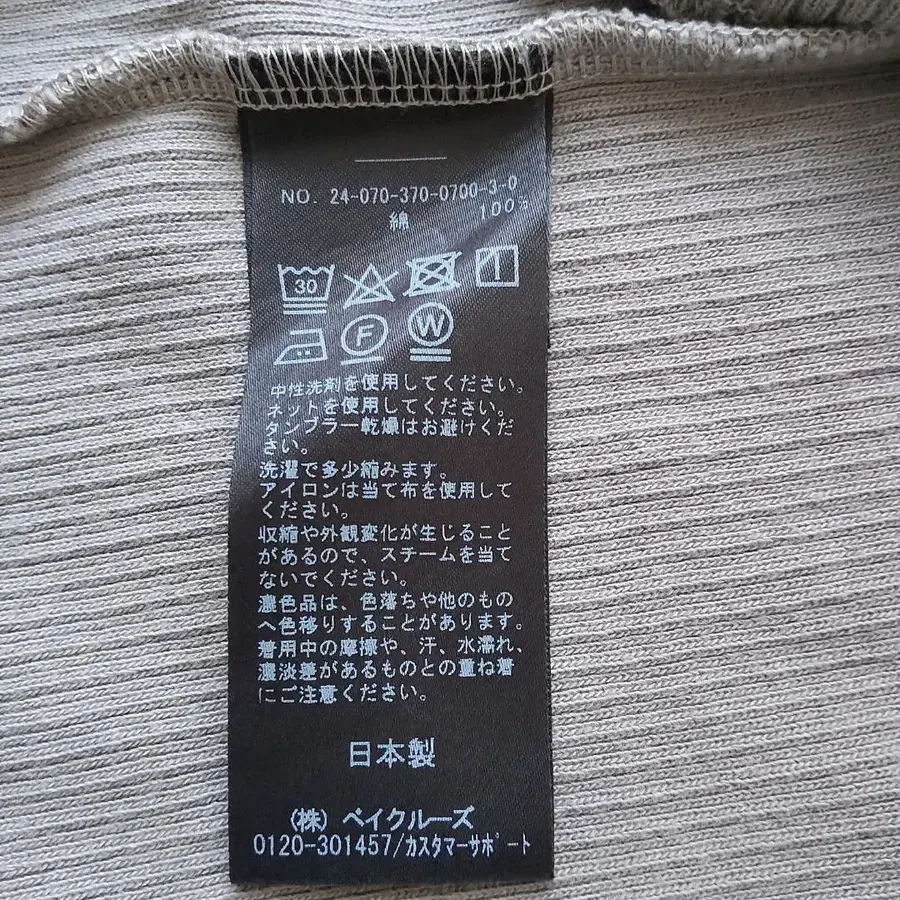 NO. 24-070-370-0700-3-0
綿 100%
30
F W
中性洗剤を使用してください。
ネットを使用してください。
タンブラー乾燥はお避けくだ
さい。
洗濯で多少縮みます。
アイロンは当て布を使用して
ください。
収縮や外観変化が生じること
があるので、スチームを当て
ないでください。
濃色品は、色落ちや他のもの
へ色移りすることがあります。
着用中の摩擦や、汗、水濡れ、
濃淡差があるものとの重ね着
にご注意ください。
日本製
(株) ベイクルーズ
0120-301457/カスタマーサポート